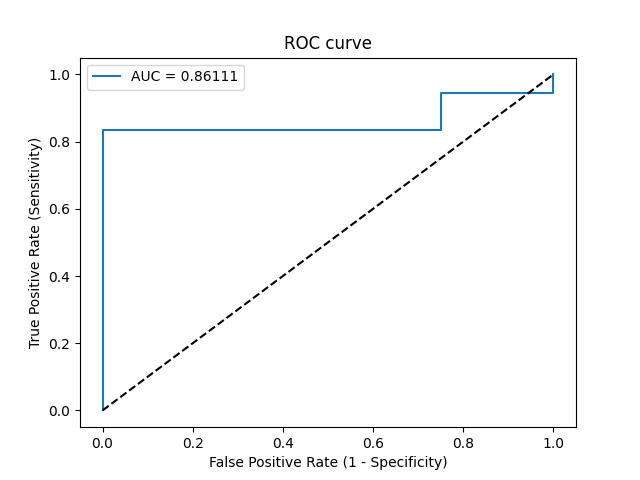 ROC curve
AUC = 0.86111
1.0
0.8
0.6
0.4
0.2
0.0
True Positive Rate (Sensitivity)
0.0 0.2 0.4 0.6 0.8 1.0
False Positive Rate (1 - Specificity)